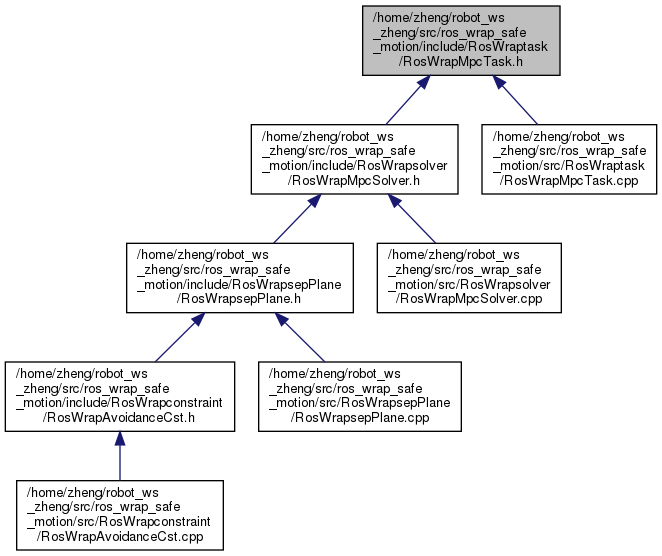 /home/zheng/robot_ws
_zheng/src/ros_wrap_safe
_motion/include/RosWraptask
/RosWrapMpcTask.h
/home/zheng/robot_ws
_zheng/src/ros_wrap_safe
_motion/include/RosWrapsolver
/RosWrapMpcSolver.h
/home/zheng/robot_ws
_zheng/src/ros_wrap_safe
_motion/src/RosWraptask
/RosWrapMpcTask.cpp
/home/zheng/robot_ws
_zheng/src/ros_wrap_safe
_motion/include/RosWrapsepPlane
/RosWrapsepPlane.h
/home/zheng/robot_ws
_zheng/src/ros_wrap_safe
_motion/src/RosWrapsolver
/RosWrapMpcSolver.cpp
/home/zheng/robot_ws
_zheng/src/ros_wrap_safe
_motion/include/RosWrapconstraint
/RosWrapAvoidanceCst.h
/home/zheng/robot_ws
_zheng/src/ros_wrap_safe
_motion/src/RosWrapsepPlane
/RosWrapsepPlane.cpp
/home/zheng/robot_ws
_zheng/src/ros_wrap_safe
_motion/src/RosWrapconstraint
/RosWrapAvoidanceCst.cpp